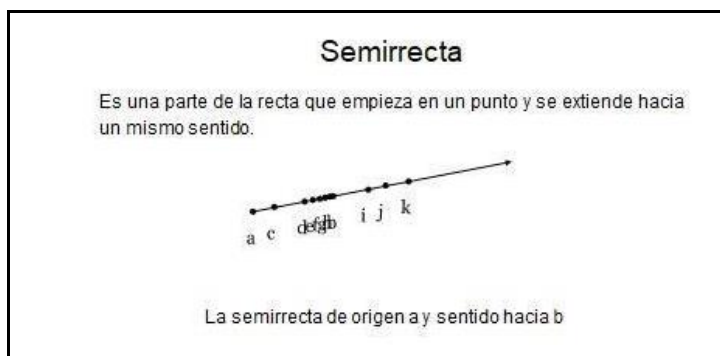 Semirrecta
Es una parte de la recta que empieza en un punto y se extiende hacia
un mismo sentido.
a c d e f g h b i j k
La semirrecta de origen a y sentido hacia b